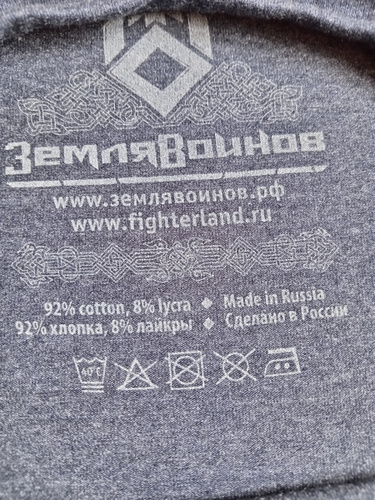 ЗемляВоинов
www.землявоинов.рф
www.fighterland.ru
92% cotton, 8% lycra ◆ Made in Russia
92% хлопка, 8% лайкры ◆ Сделано в России
60°C